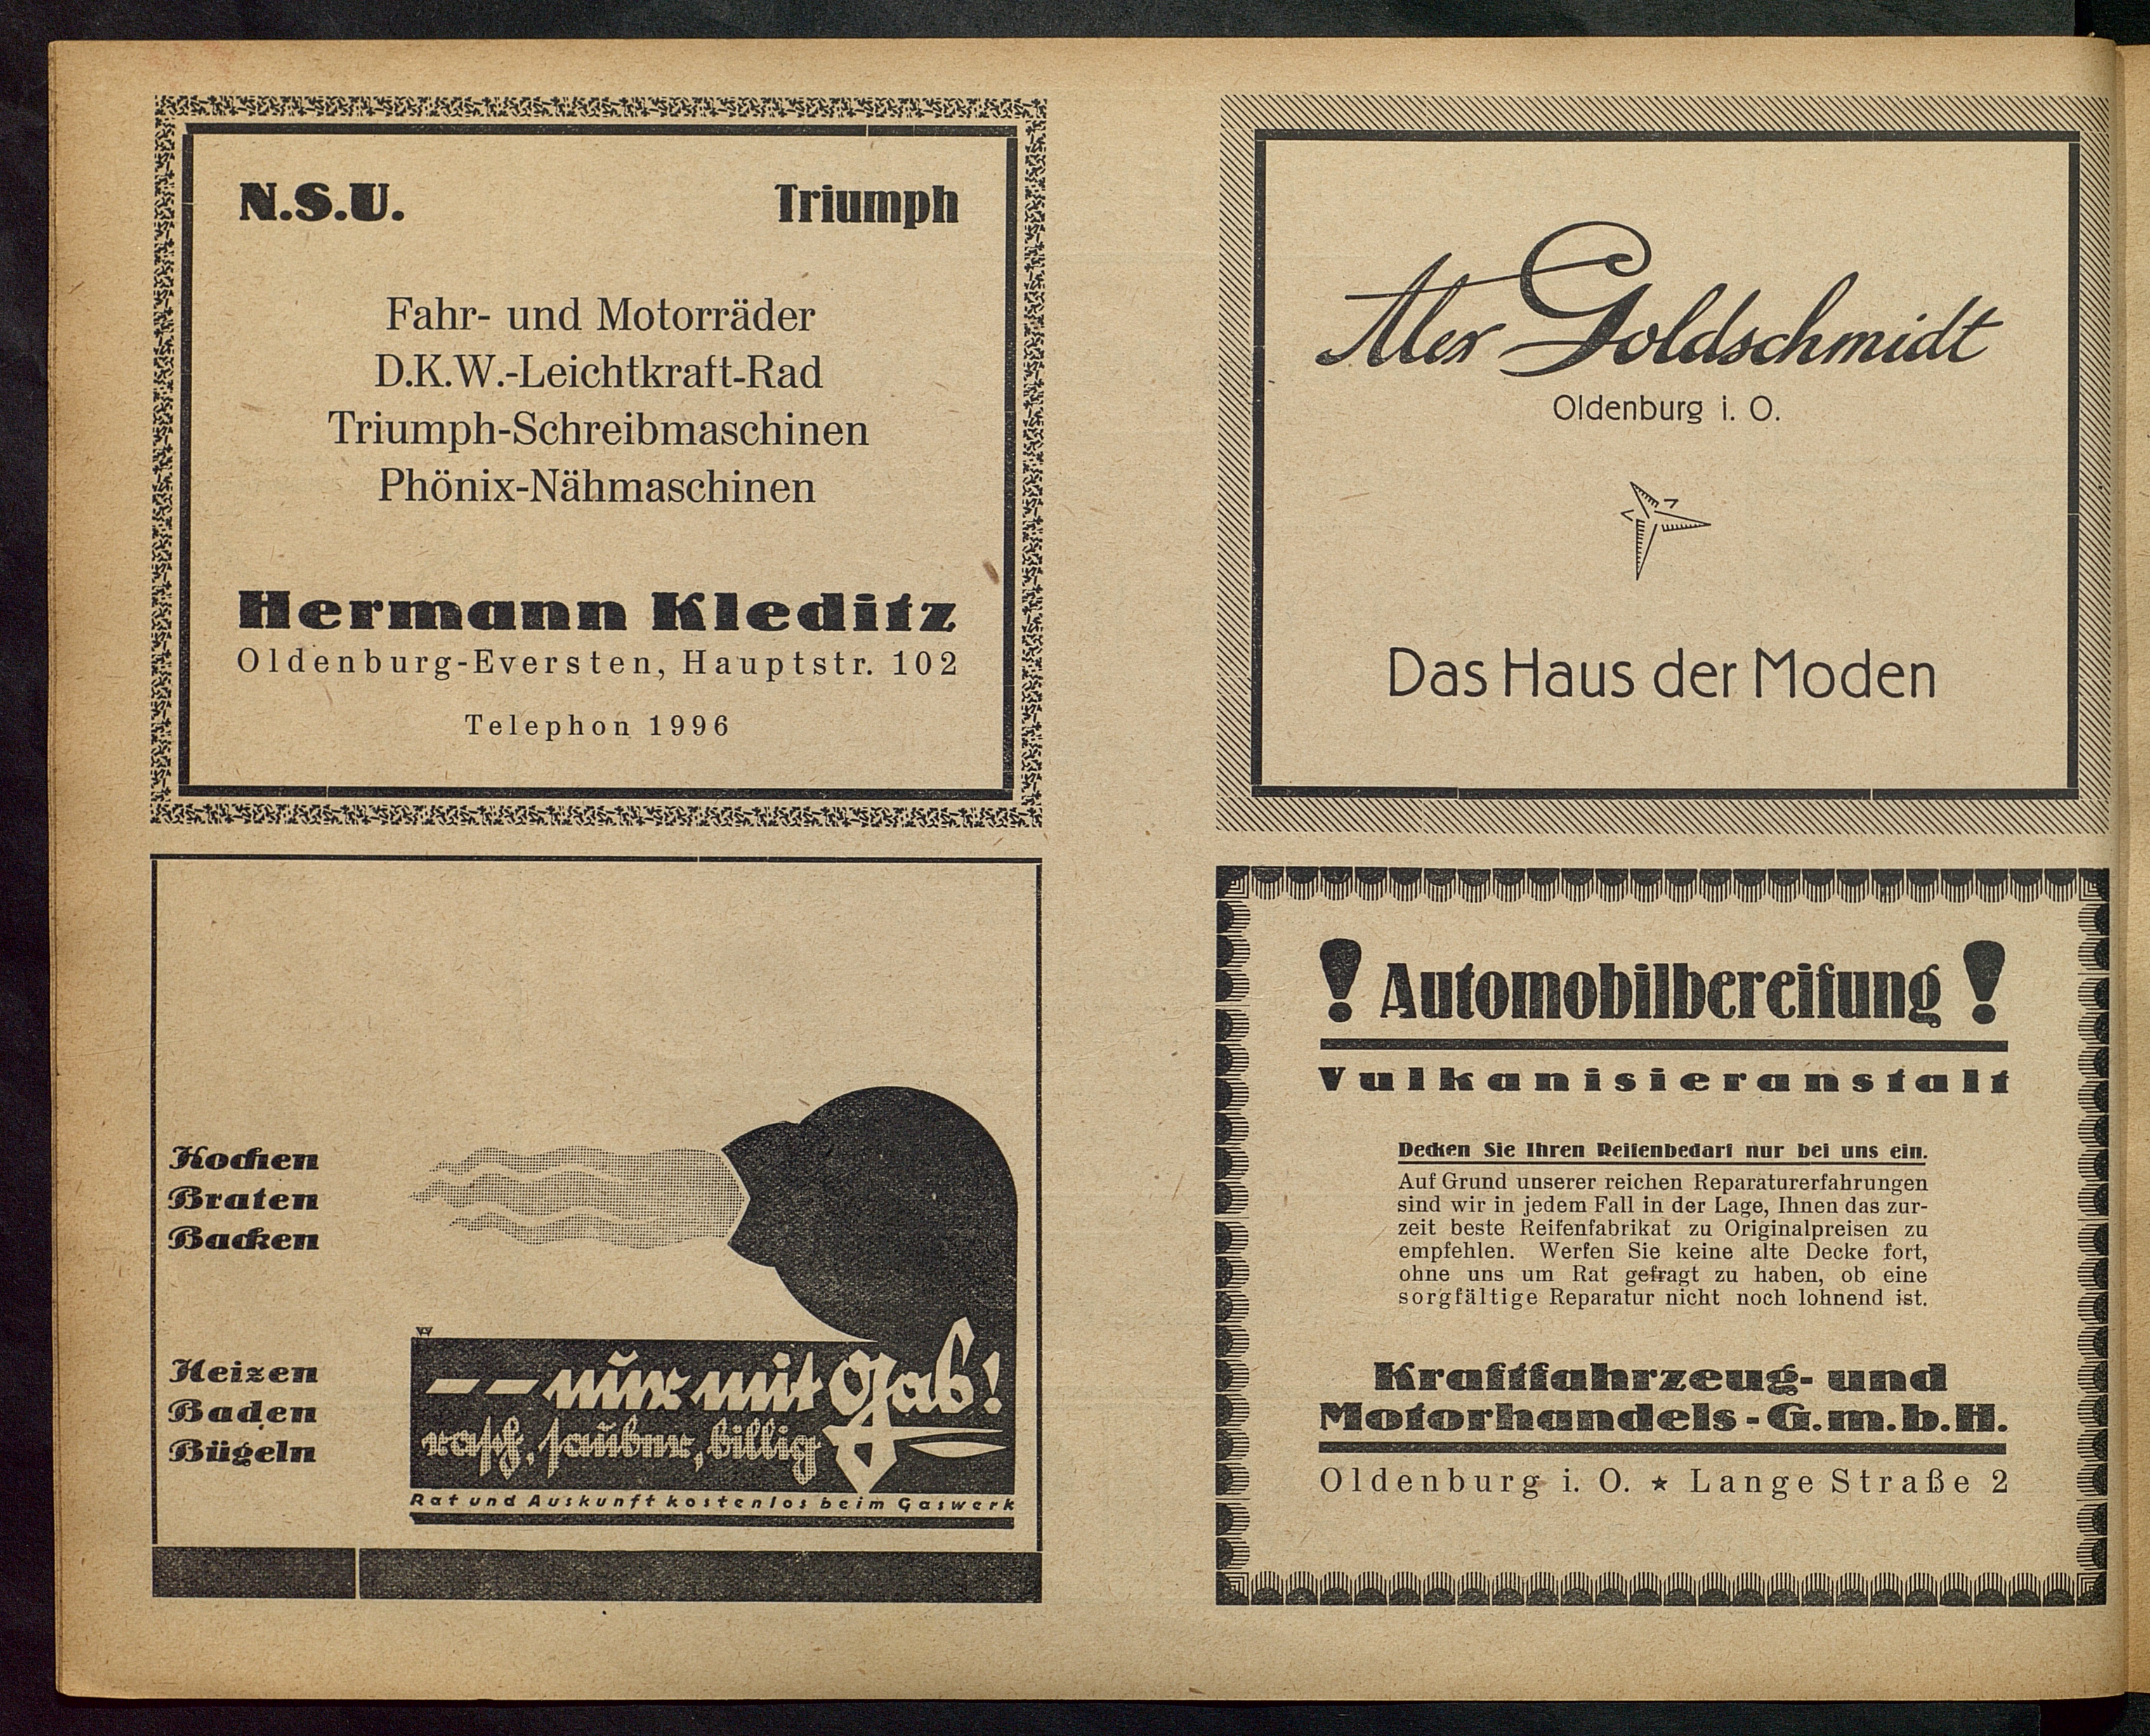 N.S.U. Triumph
Fahr- und Motorräder
D.K.W.-Leichtkraft-Rad
Triumph-Schreibmaschinen
Phönix-Nähmaschinen
Hermann Kleditz
Oldenburg-Eversten, Hauptstr. 102
Telephon 1996
Alex Goldschmidt
Oldenburg i. O.
Das Haus der Moden
Kochen
Braten
Backen
Heizen
Baden
Bügeln
-- nur mit Gas!
rasch, sauber, billig
Rat und Auskunft kostenlos beim Gaswerk
! Automobilbereifung !
Vulkanisieranstalt
Decken Sie Ihren Reifenbedarf nur bei uns ein.
Auf Grund unserer reichen Reparaturerfahrungen
sind wir in jedem Fall in der Lage, Ihnen das zur-
zeit beste Reifenfabrikat zu Originalpreisen zu
empfehlen. Werfen Sie keine alte Decke fort,
ohne uns um Rat gefragt zu haben, ob eine
sorgfältige Reparatur nicht noch lohnend ist.
Kraftfahrzeug- und
Motorhandels-G.m.b.H.
Oldenburg i. O. ★ Lange Straße 2